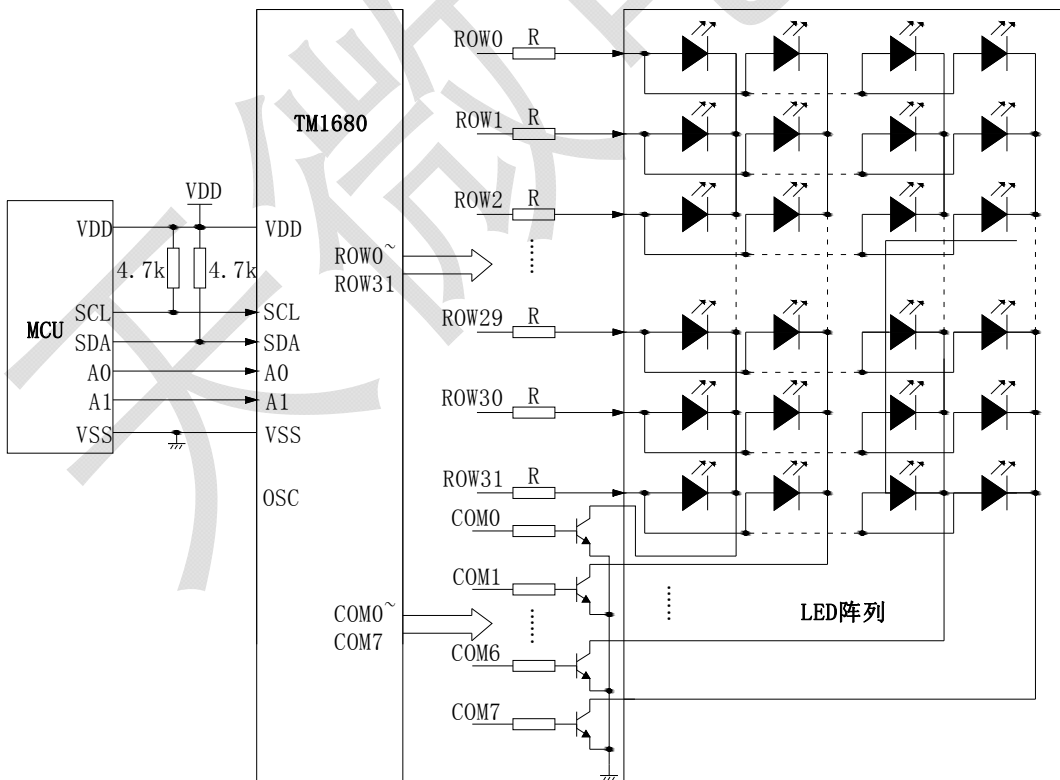 ROW0
R
ROW1
R
ROW2
R
ROW29
R
ROW30
R
ROW31
R
TM1680
VDD
VDD
VDD
4.7k
4.7k
ROW0~
ROW31
MCU
SCL
SCL
SDA
SDA
A0
A0
A1
A1
VSS
VSS
OSC
COM0
COM1
COM0~
COM7
COM6
COM7
LED阵列
天微